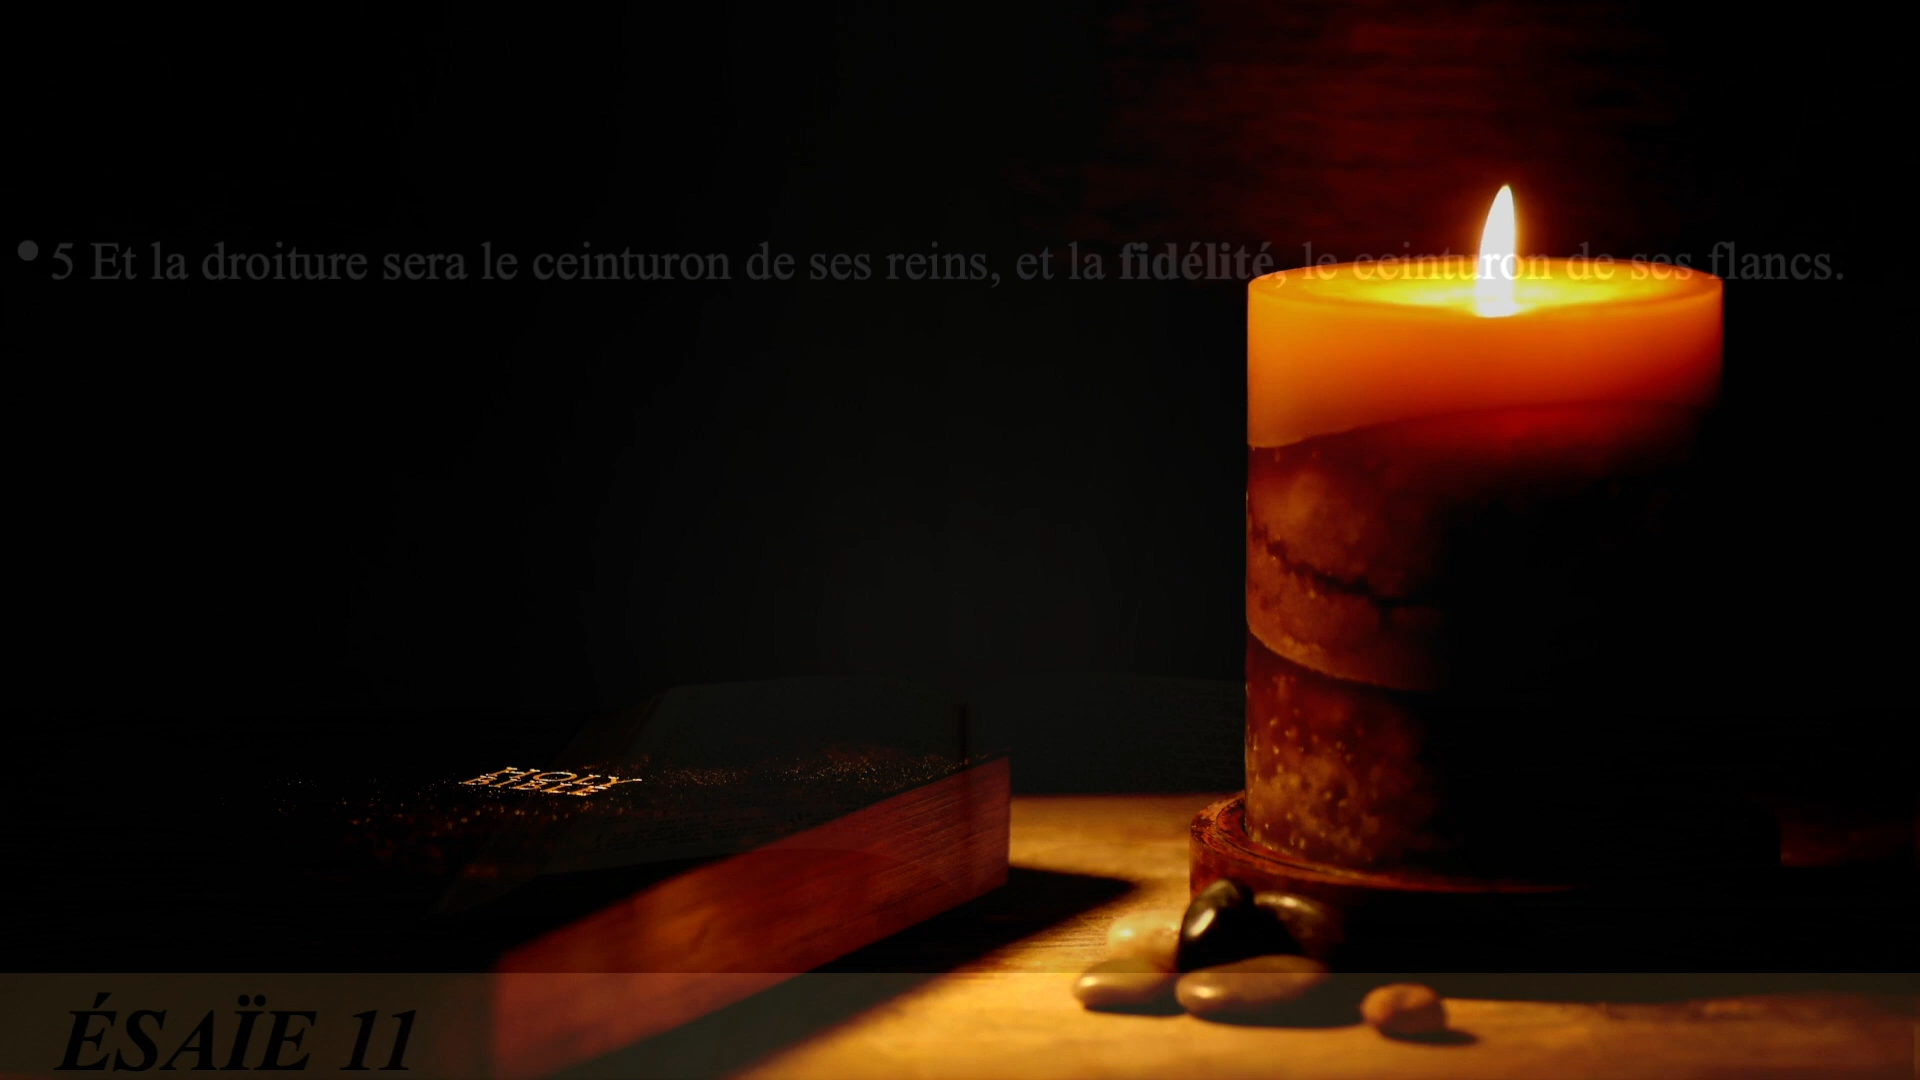 • 5 Et la droiture sera le ceinturon de ses reins, et la fidélité, le ceinturon de ses flancs.
HOLY
BIBLE
ÉSAÏE 11